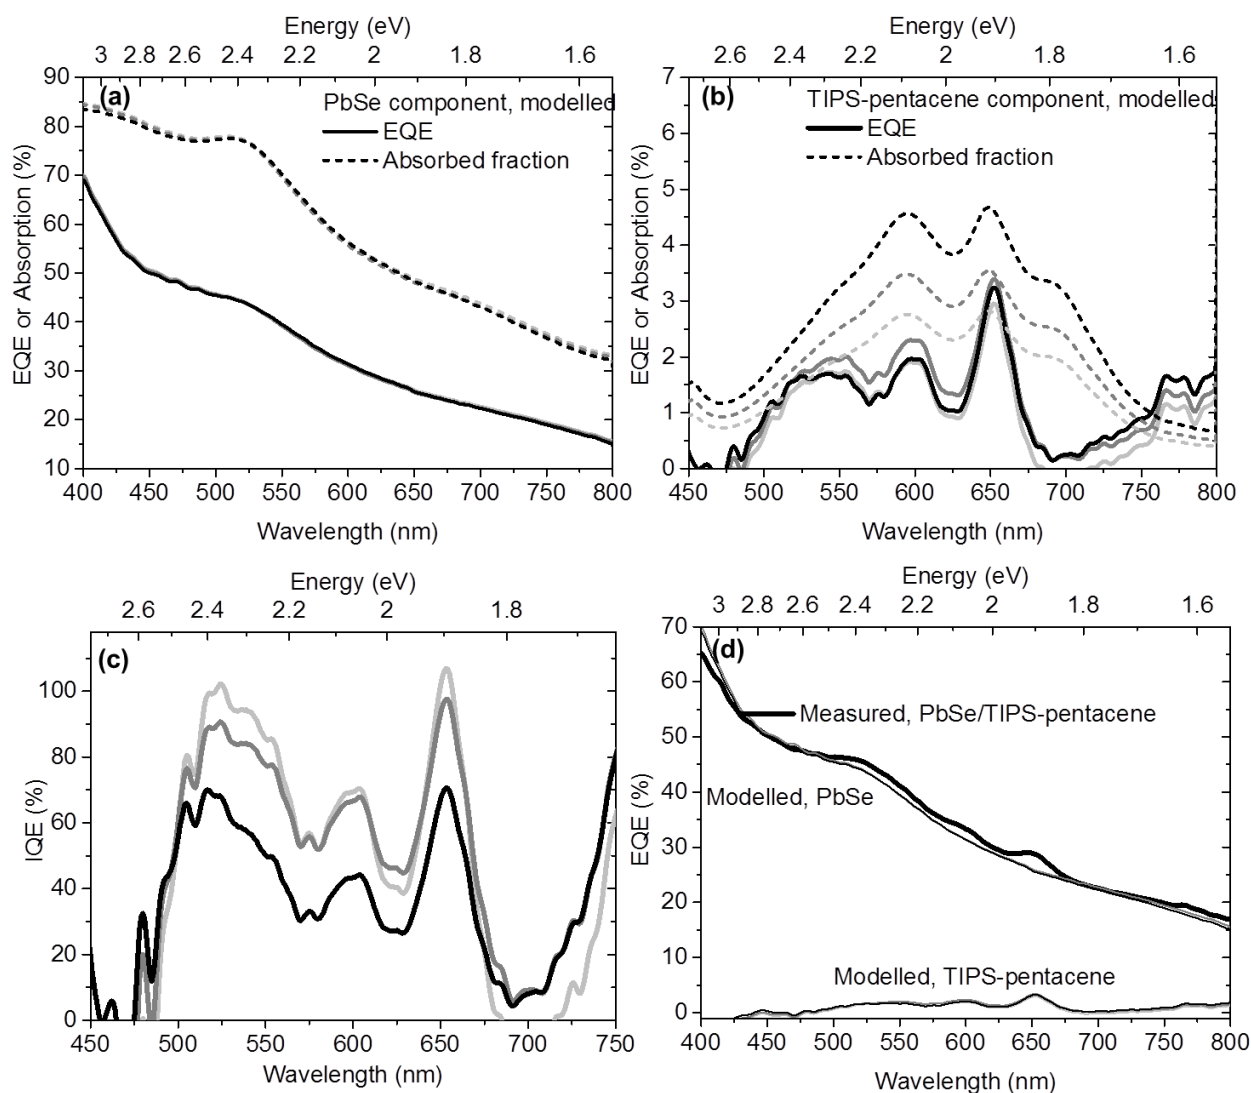 Energy (eV)
3 2.8 2.6 2.4 2.2 2 1.8 1.6
(a)
PbSe component, modelled
EQE
Absorbed fraction
EQE or Absorption (%)
90
80
70
60
50
40
30
20
10
400 450 500 550 600 650 700 750 800
Wavelength (nm)
Energy (eV)
2.6 2.4 2.2 2 1.8 1.6
(b)
TIPS-pentacene component, modelled
EQE
Absorbed fraction
EQE or Absorption (%)
7
6
5
4
3
2
1
0
450 500 550 600 650 700 750 800
Wavelength (nm)
Energy (eV)
2.6 2.4 2.2 2 1.8
(c)
IQE (%)
100
80
60
40
20
0
450 500 550 600 650 700 750
Wavelength (nm)
Energy (eV)
3 2.8 2.6 2.4 2.2 2 1.8 1.6
(d)
Measured, PbSe/TIPS-pentacene
Modelled, PbSe
Modelled, TIPS-pentacene
EQE (%)
70
60
50
40
30
20
10
0
400 450 500 550 600 650 700 750 800
Wavelength (nm)